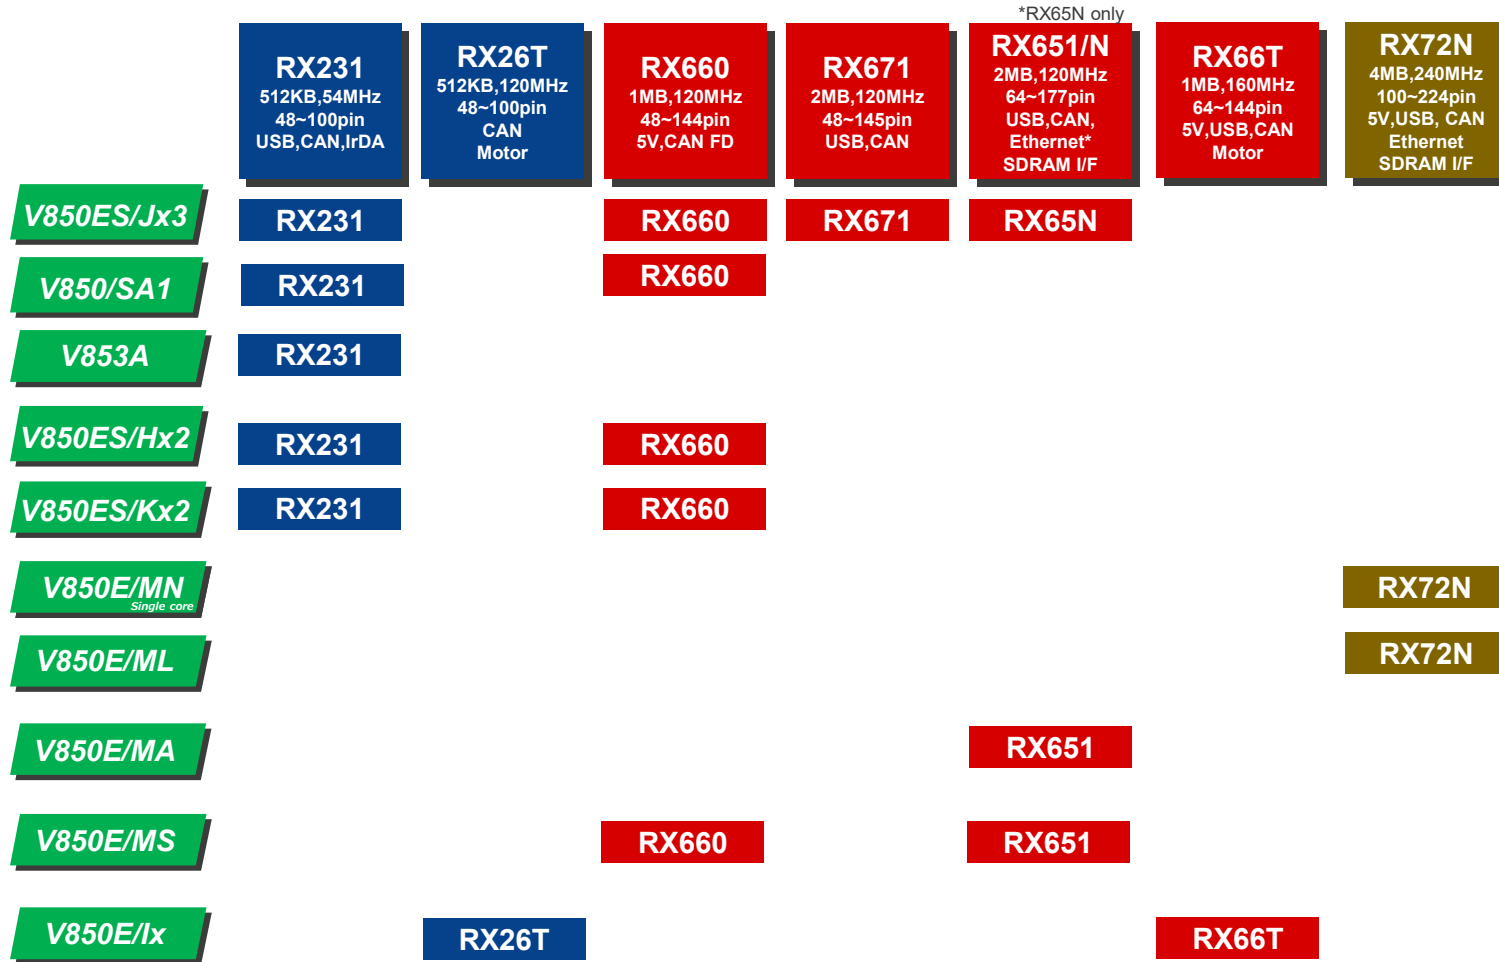 *RX65N only
RX231
512KB,54MHz
48~100pin
USB,CAN,IrDA
RX26T
512KB,120MHz
48~100pin
CAN
Motor
RX660
1MB,120MHz
48~144pin
5V,CAN FD
RX671
2MB,120MHz
48~145pin
USB,CAN
RX651/N
2MB,120MHz
64~177pin
USB,CAN,
Ethernet*
SDRAM I/F
RX66T
1MB,160MHz
64~144pin
5V,USB,CAN
Motor
RX72N
4MB,240MHz
100~224pin
5V,USB, CAN
Ethernet
SDRAM I/F
V850ES/Jx3 RX231 RX660 RX671 RX65N
V850/SA1 RX231 RX660
V853A RX231
V850ES/Hx2 RX231 RX660
V850ES/Kx2 RX231 RX660
V850E/MN RX72N
Single core
V850E/ML RX72N
V850E/MA RX651
V850E/MS RX660 RX651
V850E/Ix RX26T RX66T